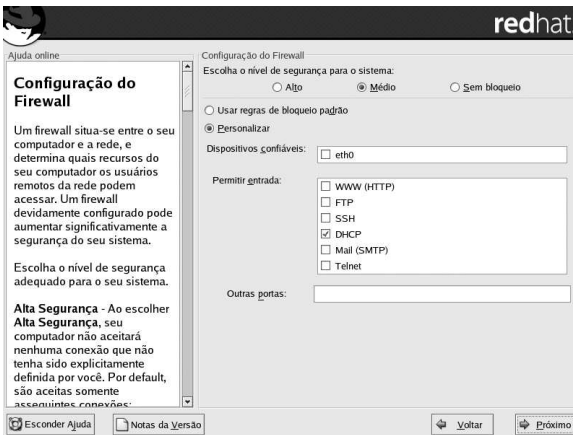 redhat.
Ajuda online
Configuração do
Firewall
Um firewall situa-se entre o seu
computador e a rede, e
determina quais recursos do
seu computador os usuários
remotos da rede podem
acessar. Um firewall
devidamente configurado pode
aumentar significativamente a
segurança do seu sistema.
Escolha o nível de segurança
adequado para o seu sistema.
Alta Segurança - Ao escolher
Alta Segurança, seu
computador não aceitará
nenhuma conexão que não
tenha sido explicitamente
definida por você. Por default,
são aceitas somente
asseguintes conexões:
Configuração do Firewall
Escolha o nível de segurança para o sistema:
Alto
Médio
Sem bloqueio
Usar regras de bloqueio padrão
Personalizar
Dispositivos confiáveis:
eth0
Permitir entrada:
WWW (HTTP)
FTP
SSH
DHCP
Mail (SMTP)
Telnet
Outras portas:
Esconder Ajuda
Notas da Versão
Voltar
Próximo